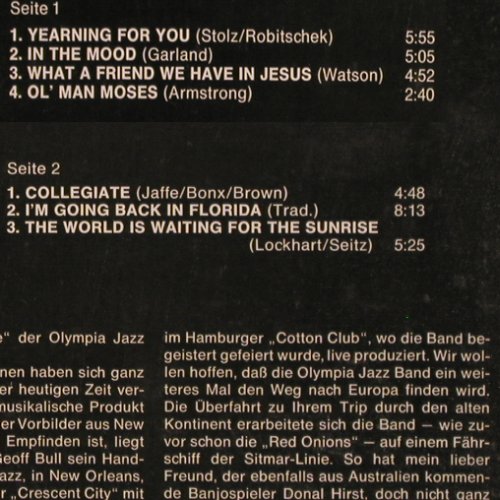 Seite 1
1. YEARNING FOR YOU (Stolz/Robitschek) 5:55
2. IN THE MOOD (Garland) 5:05
3. WHAT A FRIEND WE HAVE IN JESUS (Watson) 4:52
4. OL' MAN MOSES (Armstrong) 2:40
Seite 2
1. COLLEGIATE (Jaffe/Bonx/Brown) 4:48
2. I'M GOING BACK IN FLORIDA (Trad.) 8:13
3. THE WORLD IS WAITING FOR THE SUNRISE
(Lockhart/Seitz) 5:25
e" der Olympia Jazz
nen haben sich ganz
er heutigen Zeit ver-
musikalische Produkt
er Vorbilder aus New
Empfinden ist, liegt
Geoff Bull sein Hand-
azz, in New Orleans,
r „Crescent City" mit
im Hamburger „Cotton Club", wo die Band be-
geistert gefeiert wurde, live produziert. Wir wol-
len hoffen, daß die Olympia Jazz Band ein wei-
teres Mal den Weg nach Europa finden wird.
Die Überfahrt zu Ihrem Trip durch den alten
Kontinent erarbeitete sich die Band – wie zu-
vor schon die „Red Onions" – auf einem Fähr-
schiff der Sitmar-Linie. So hat mein lieber
Freund, der ebenfalls aus Australien kommen-
de Banjospieler Donal Hirst, doch nicht ganz